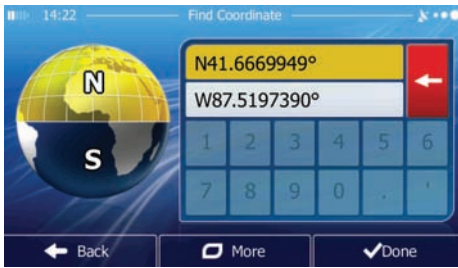 14:22 Find Coordinate
N41.6669949°
W87.5197390°
N
S
1 2 3 4 5 6
7 8 9 0 . '
Back More Done